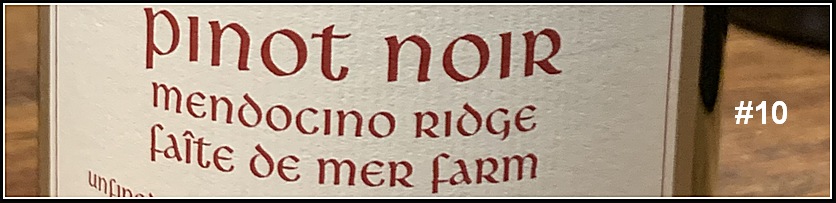 pinot noir
mendocino ridge
faîte de mer farm
#10